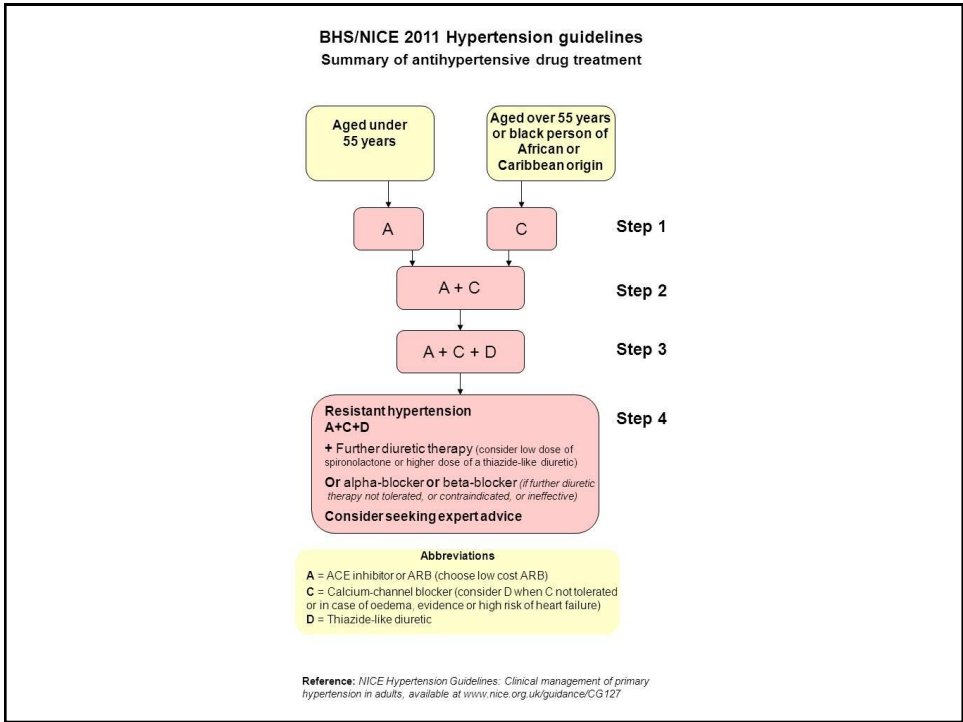 BHS/NICE 2011 Hypertension guidelines
Summary of antihypertensive drug treatment
Aged under
55 years
Aged over 55 years
or black person of
African or
Caribbean origin
A
C
Step 1
A + C
Step 2
A + C + D
Step 3
Resistant hypertension
A+C+D
+ Further diuretic therapy (consider low dose of
spironolactone or higher dose of a thiazide-like diuretic)
Or alpha-blocker or beta-blocker (if further diuretic
therapy not tolerated, or contraindicated, or ineffective)
Consider seeking expert advice
Step 4
Abbreviations
A = ACE inhibitor or ARB (choose low cost ARB)
C = Calcium-channel blocker (consider D when C not tolerated
or in case of oedema, evidence or high risk of heart failure)
D = Thiazide-like diuretic
Reference: NICE Hypertension Guidelines: Clinical management of primary
hypertension in adults, available at www.nice.org.uk/guidance/CG127